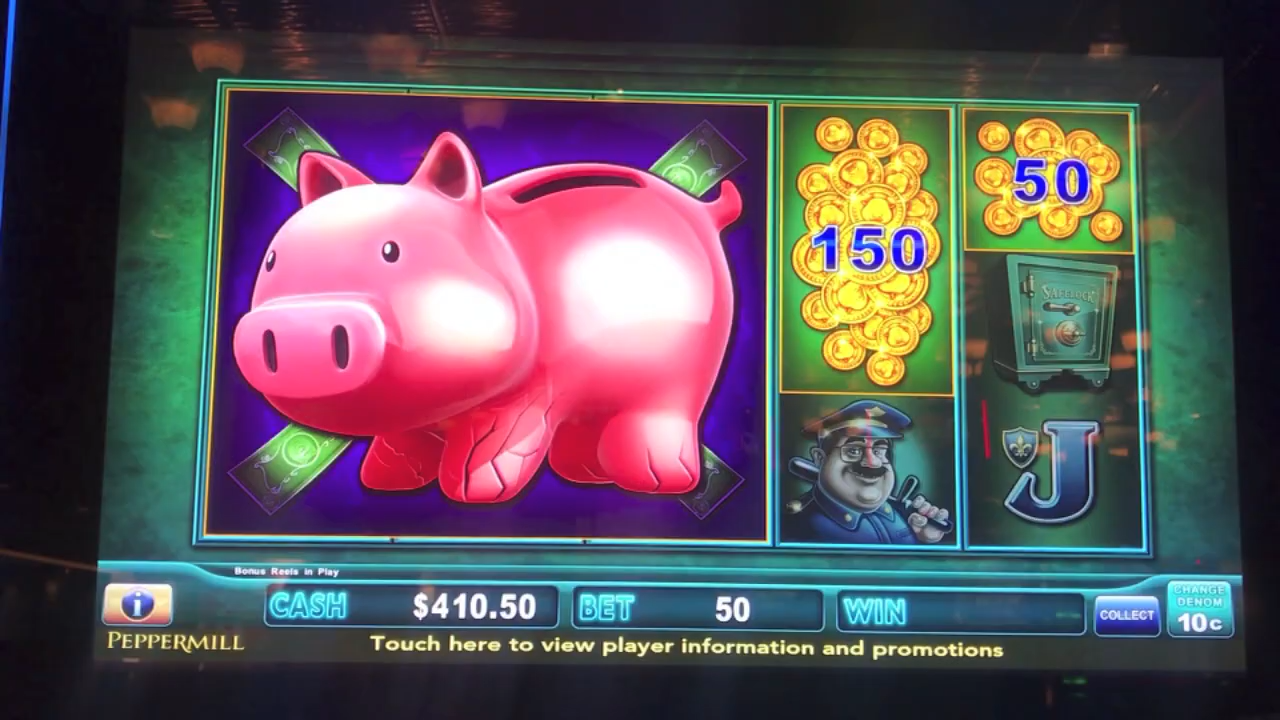 150
50
SAFELOCK
J
Bonus Reels in Play
i
CASH $410.50 BET 50 WIN COLLECT
CHANGE
DENOM
10¢
PEPPERMILL
Touch here to view player information and promotions